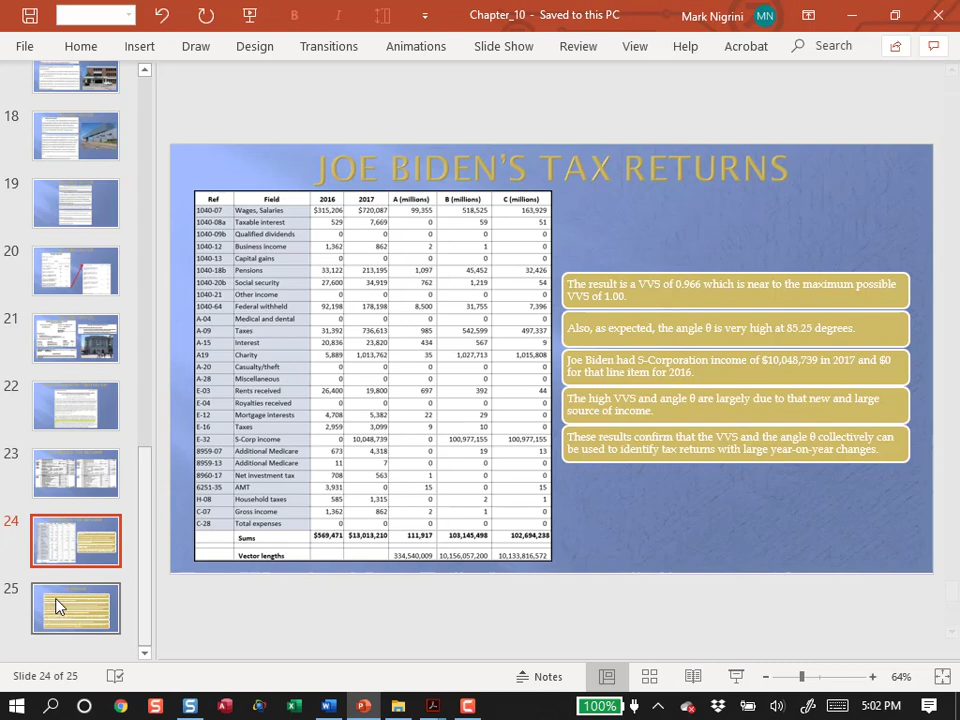 Chapter_10 - Saved to this PC
Mark Nigrini MN
File Home Insert Draw Design Transitions Animations Slide Show Review View Help Acrobat Search
18
19
20
21
22
23
24
25
JOE BIDEN'S TAX RETURNS
Ref Field 2016 2017 A (millions) B (millions) C (millions)
1040-07 Wages, Salaries $315,206 $720,087 99,355 518,525 163,929
1040-08a Taxable interest 529 7,669 0 59 51
1040-09b Qualified dividends 0 0 0 0 0
1040-12 Business income 1,362 862 2 1 0
1040-13 Capital gains 0 0 0 0 0
1040-18b Pensions 33,122 213,195 1,097 45,452 32,426
1040-20b Social security 27,600 34,919 762 1,219 54
1040-21 Other income 0 0 0 0 0
1040-64 Federal withheld 92,198 178,198 8,500 31,755 7,396
A-04 Medical and dental 0 0 0 0 0
A-09 Taxes 31,392 736,613 985 542,599 497,337
A-15 Interest 20,836 23,820 434 567 9
A19 Charity 5,889 1,013,762 35 1,027,713 1,015,808
A-20 Casualty/theft 0 0 0 0 0
A-28 Miscellaneous 0 0 0 0 0
E-03 Rents received 26,400 19,800 697 392 44
E-04 Royalties received 0 0 0 0 0
E-12 Mortgage interests 4,708 5,382 22 29 0
E-16 Taxes 2,959 3,099 9 10 0
E-32 S-Corp income 0 10,048,739 0 100,977,155 100,977,155
8959-07 Additional Medicare 673 4,318 0 19 13
8959-13 Additional Medicare 11 7 0 0 0
8960-17 Net investment tax 708 563 1 0 0
6251-35 AMT 3,931 0 15 0 15
H-08 Household taxes 585 1,315 0 2 1
C-07 Gross income 1,362 862 2 1 0
C-28 Total expenses 0 0 0 0 0
Sums $569,471 $13,013,210 111,917 103,145,498 102,694,238
Vector lengths 334,540,009 10,156,057,200 10,133,816,572
The result is a VVS of 0.966 which is near to the maximum possible
VVS of 1.00.
Also, as expected, the angle θ is very high at 85.25 degrees.
Joe Biden had S-Corporation income of $10,048,739 in 2017 and $0
for that line item for 2016.
The high VVS and angle θ are largely due to that new and large
source of income.
These results confirm that the VVS and the angle θ collectively can
be used to identify tax returns with large year-on-year changes.
Slide 24 of 25 Notes 64%
100% 5:02 PM